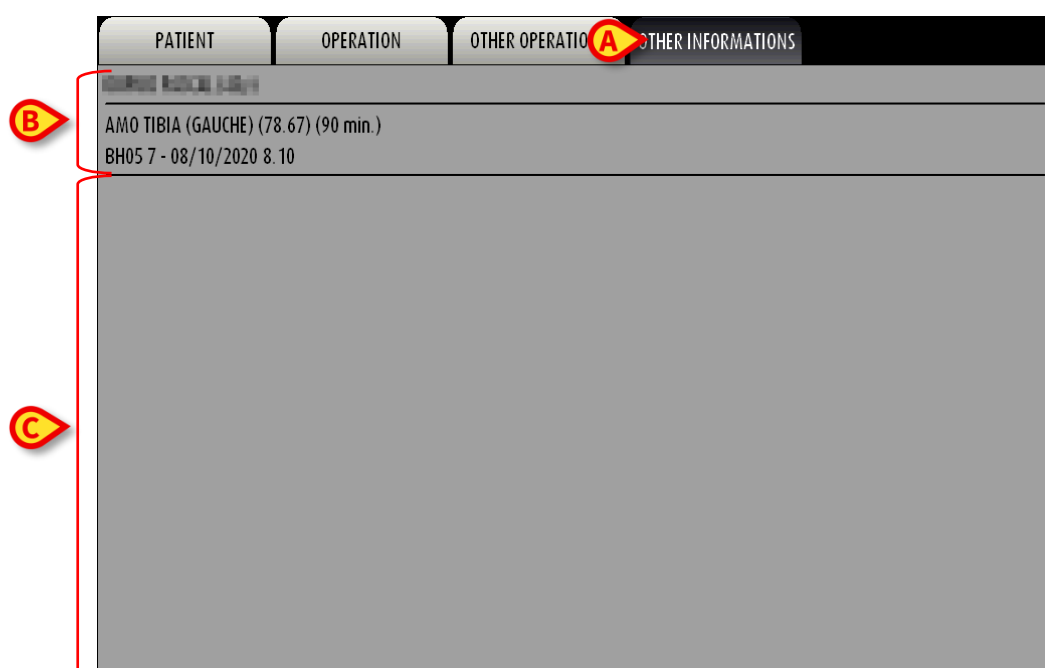 PATIENT OPERATION OTHER OPERATIO A OTHER INFORMATIONS
B
AMO TIBIA (GAUCHE) (78.67) (90 min.)
BH05 7 - 08/10/2020 8.10
C